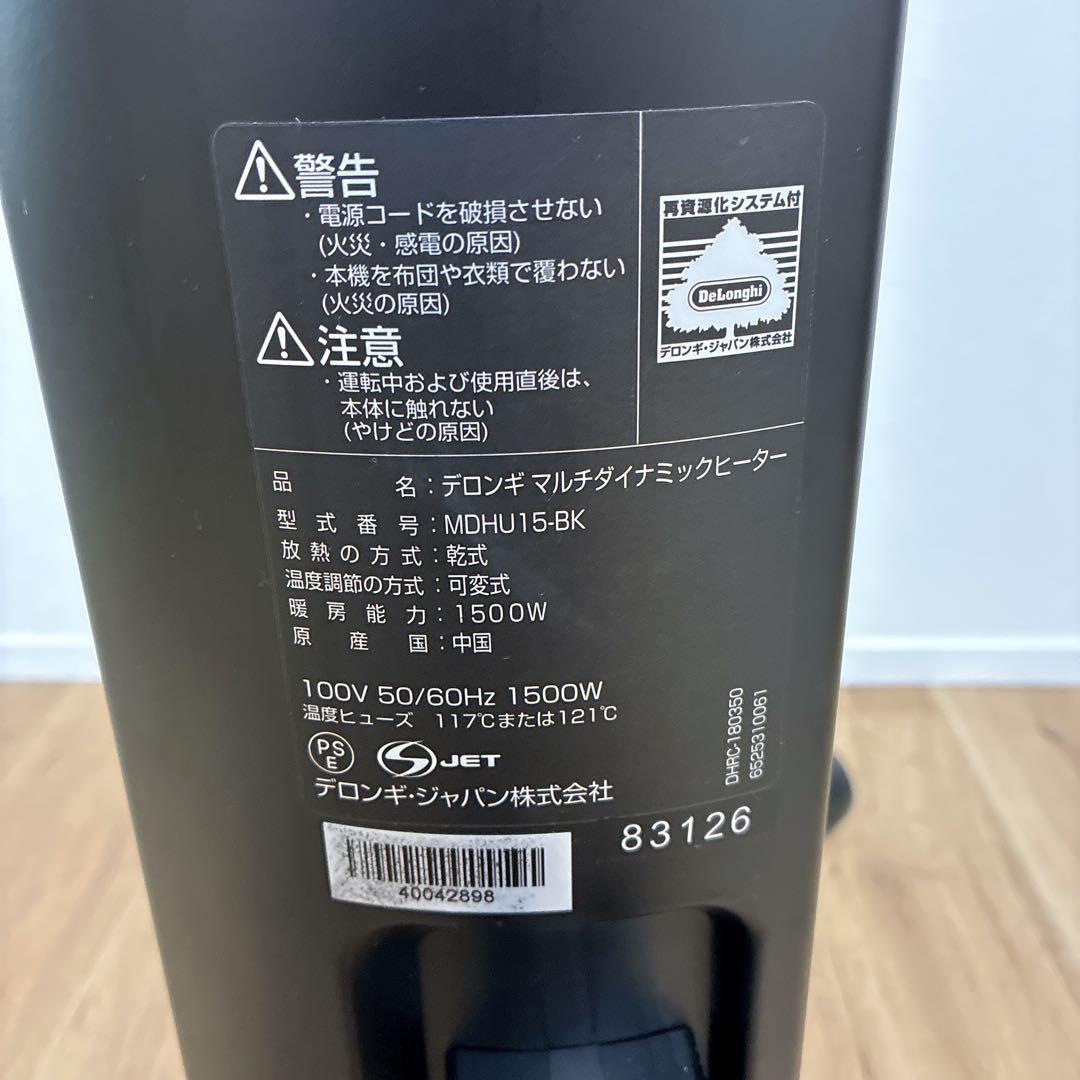 警告
・電源コードを破損させない
(火災・感電の原因)
・本機を布団や衣類で覆わない
(火災の原因)
注意
・運転中および使用直後は、
本体に触れない
(やけどの原因)
再資源化システム付
DeLonghi
デロンギ・ジャパン株式会社
品名：デロンギ マルチダイナミックヒーター
型式番号：MDHU15-BK
放熱の方式：乾式
温度調節の方式：可変式
暖房能力：1500W
原産国：中国
100V 50/60Hz 1500W
温度ヒューズ 117℃または121℃
PSE
JET
デロンギ・ジャパン株式会社
DHRC-180350
6525310061
83126
40042898